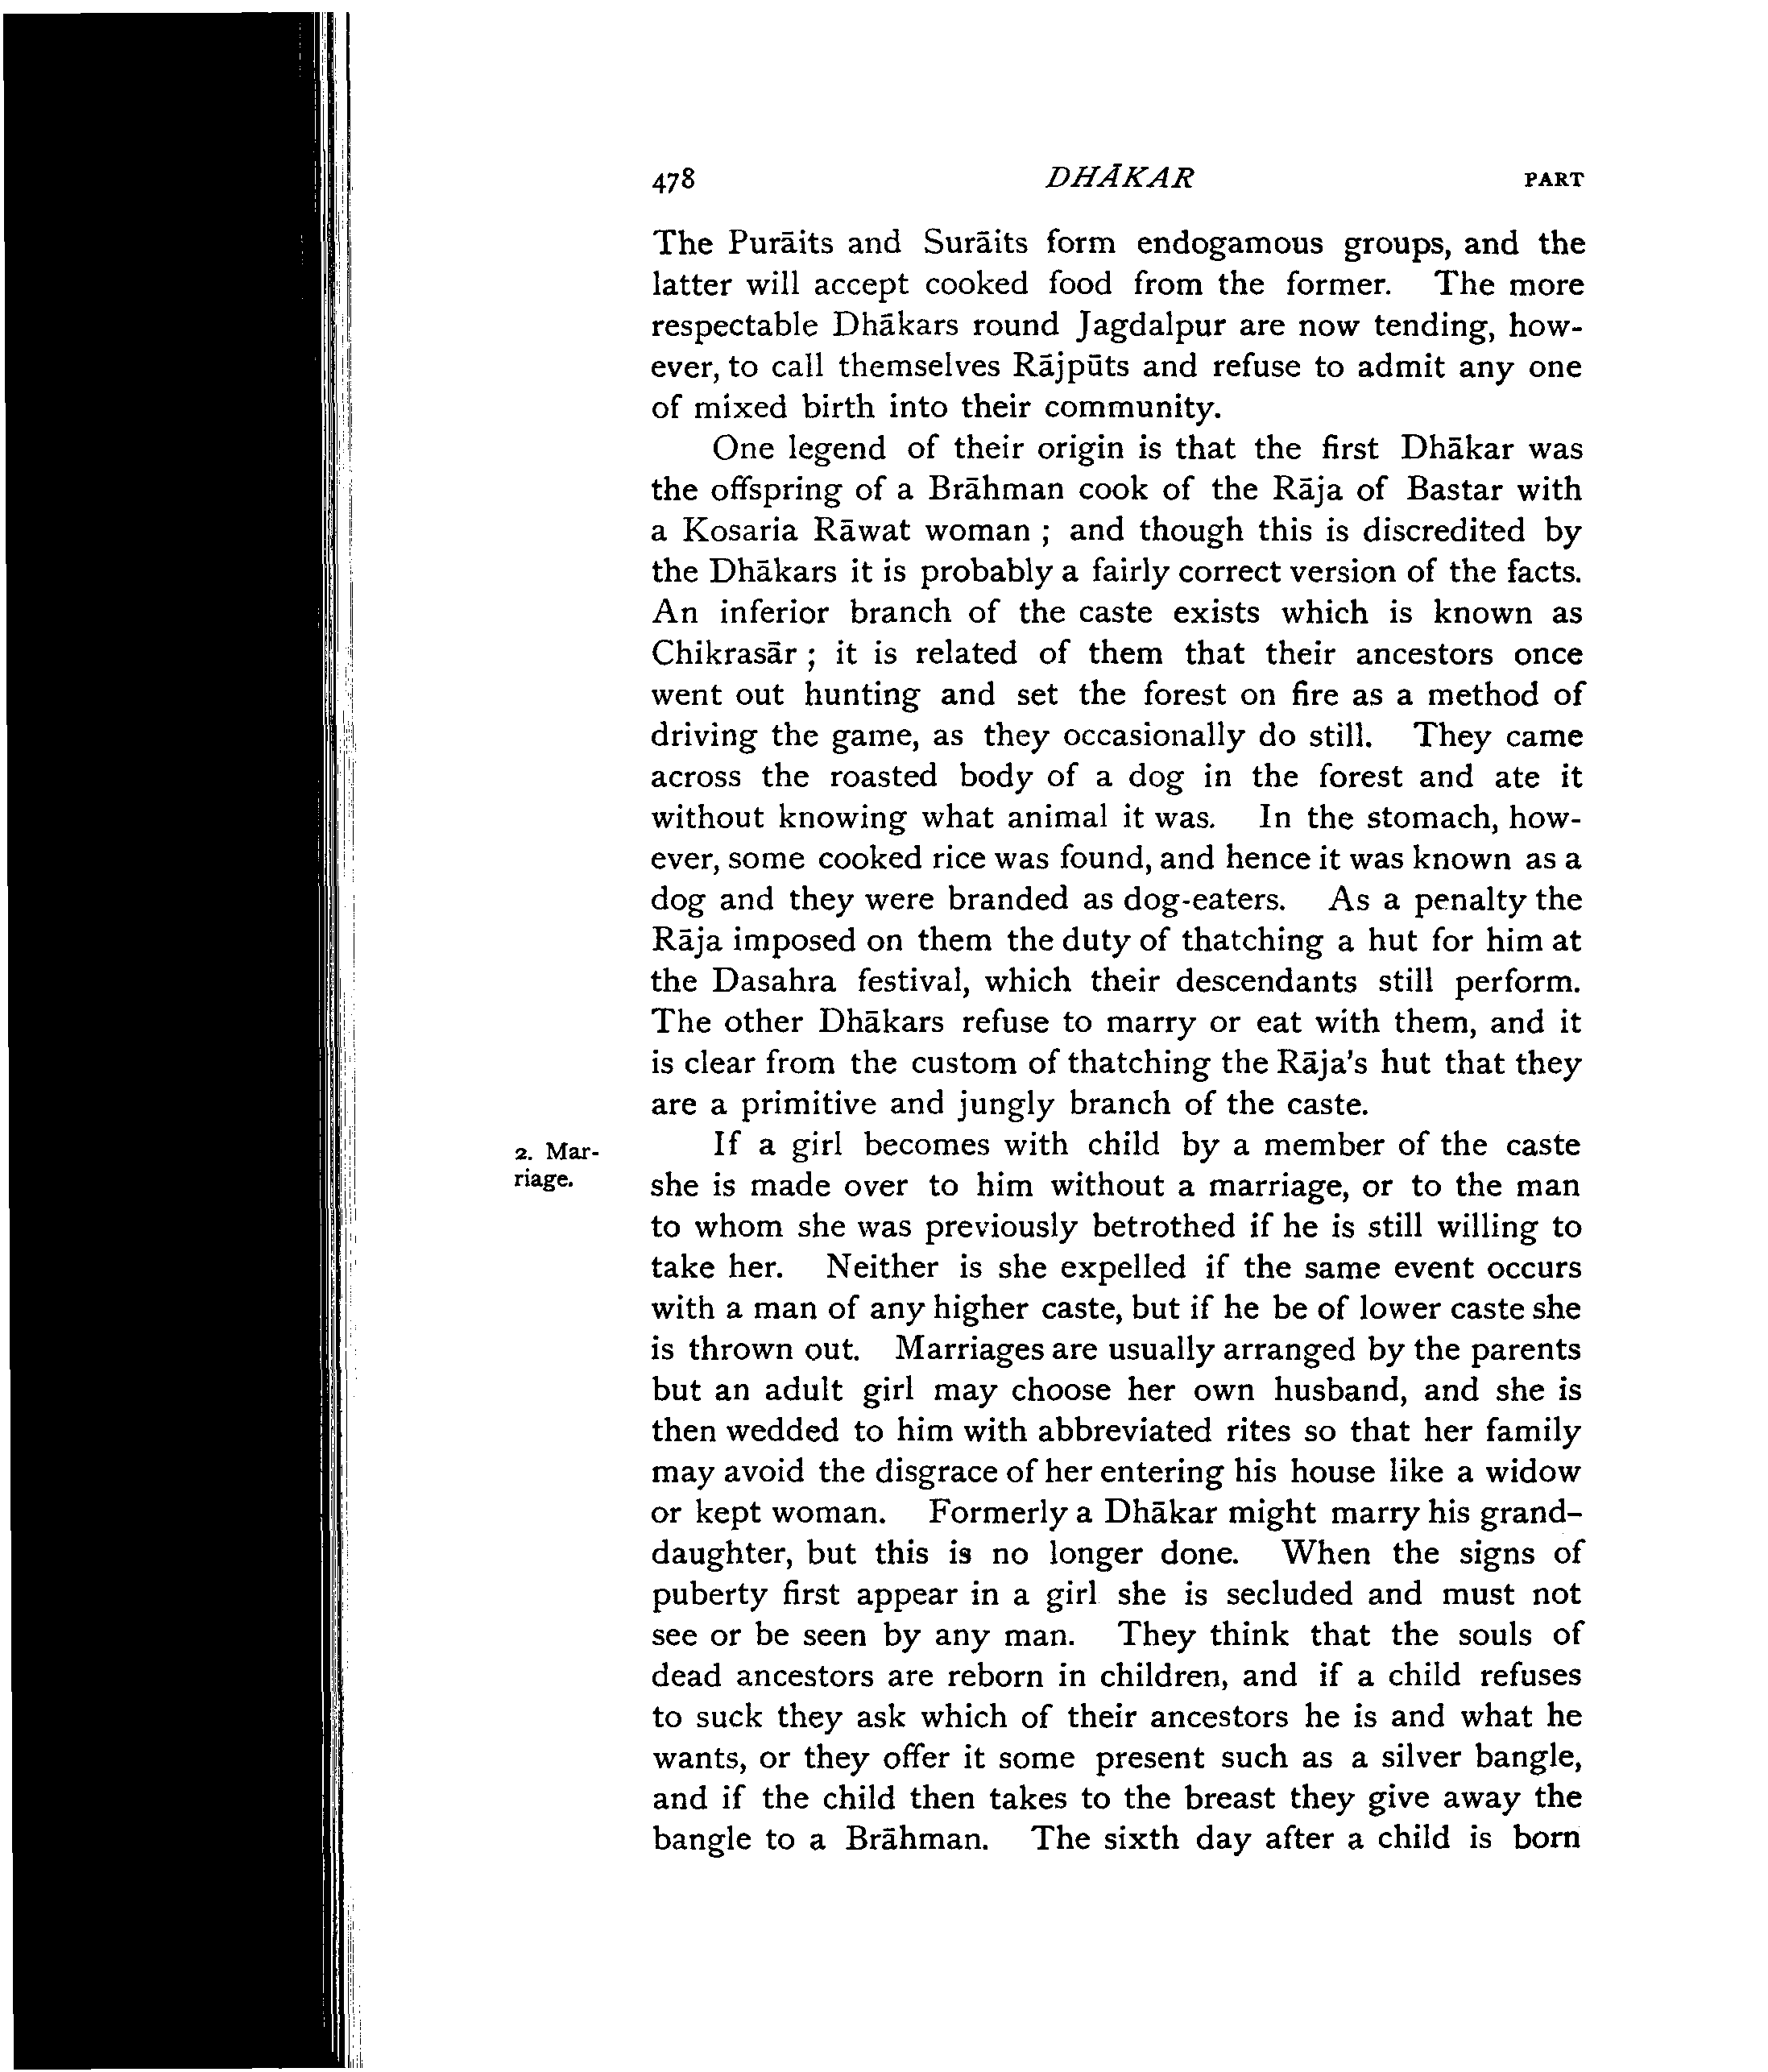 478 DHĀKAR PART
The Purāits and Surāits form endogamous groups, and the
latter will accept cooked food from the former. The more
respectable Dhākars round Jagdalpur are now tending, how-
ever, to call themselves Rājpūts and refuse to admit any one
of mixed birth into their community.
One legend of their origin is that the first Dhākar was
the offspring of a Brāhman cook of the Rāja of Bastar with
a Kosaria Rāwat woman ; and though this is discredited by
the Dhākars it is probably a fairly correct version of the facts.
An inferior branch of the caste exists which is known as
Chikrasār ; it is related of them that their ancestors once
went out hunting and set the forest on fire as a method of
driving the game, as they occasionally do still. They came
across the roasted body of a dog in the forest and ate it
without knowing what animal it was. In the stomach, how-
ever, some cooked rice was found, and hence it was known as a
dog and they were branded as dog-eaters. As a penalty the
Rāja imposed on them the duty of thatching a hut for him at
the Dasahra festival, which their descendants still perform.
The other Dhākars refuse to marry or eat with them, and it
is clear from the custom of thatching the Rāja's hut that they
are a primitive and jungly branch of the caste.
2. Mar-
riage.
If a girl becomes with child by a member of the caste
she is made over to him without a marriage, or to the man
to whom she was previously betrothed if he is still willing to
take her. Neither is she expelled if the same event occurs
with a man of any higher caste, but if he be of lower caste she
is thrown out. Marriages are usually arranged by the parents
but an adult girl may choose her own husband, and she is
then wedded to him with abbreviated rites so that her family
may avoid the disgrace of her entering his house like a widow
or kept woman. Formerly a Dhākar might marry his grand-
daughter, but this is no longer done. When the signs of
puberty first appear in a girl she is secluded and must not
see or be seen by any man. They think that the souls of
dead ancestors are reborn in children, and if a child refuses
to suck they ask which of their ancestors he is and what he
wants, or they offer it some present such as a silver bangle,
and if the child then takes to the breast they give away the
bangle to a Brāhman. The sixth day after a child is born